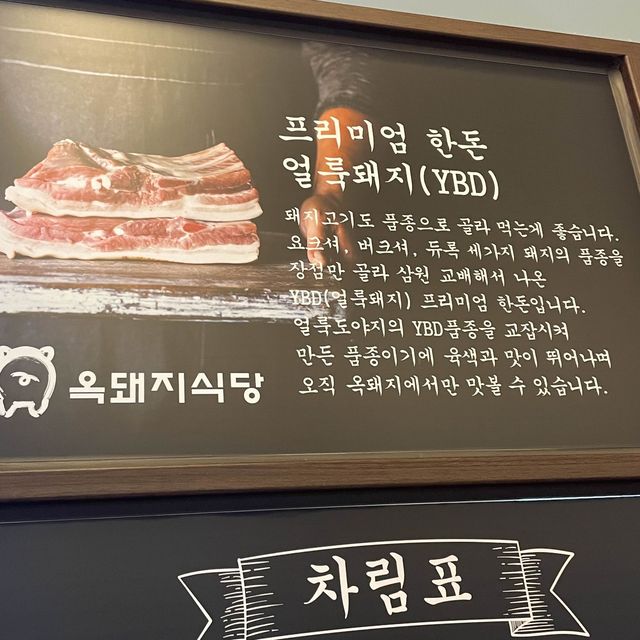 프리미엄 한돈
얼룩돼지(YBD)
돼지고기도 품종으로 골라 먹는게 좋습니다.
요크셔, 버크셔, 듀록 세가지 돼지의 품종을
장점만 골라 삼원 교배해서 나온
YBD(얼룩돼지) 프리미엄 한돈입니다.
얼룩도야지의 YBD품종을 교잡시켜
만든 품종이기에 육색과 맛이 뛰어나며
오직 옥돼지에서만 맛볼 수 있습니다.
옥돼지식당
차림표